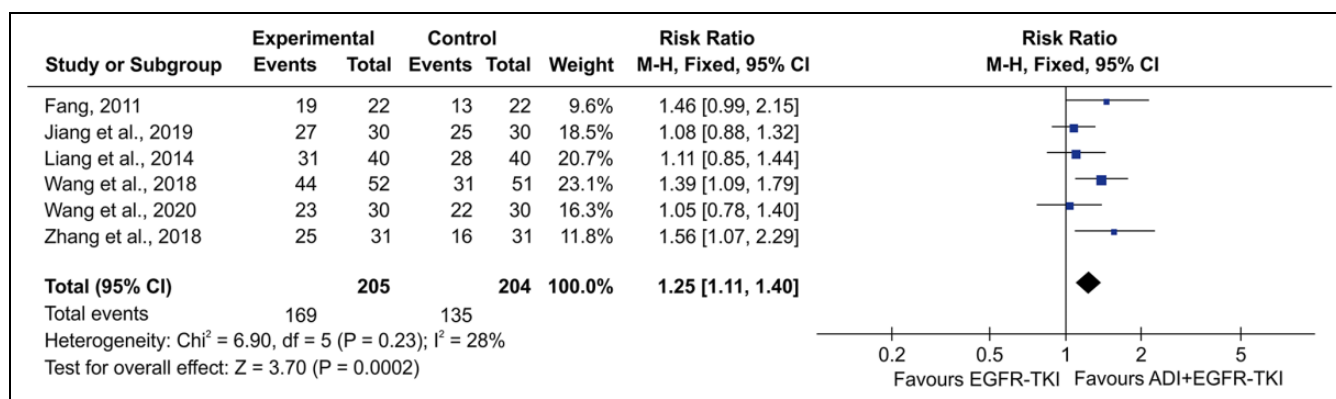 Experimental Control Risk Ratio Risk Ratio
Study or Subgroup Events Total Events Total Weight M-H, Fixed, 95% CI M-H, Fixed, 95% CI
Fang, 2011 19 22 13 22 9.6% 1.46 [0.99, 2.15]
Jiang et al., 2019 27 30 25 30 18.5% 1.08 [0.88, 1.32]
Liang et al., 2014 31 40 28 40 20.7% 1.11 [0.85, 1.44]
Wang et al., 2018 44 52 31 51 23.1% 1.39 [1.09, 1.79]
Wang et al., 2020 23 30 22 30 16.3% 1.05 [0.78, 1.40]
Zhang et al., 2018 25 31 16 31 11.8% 1.56 [1.07, 2.29]
Total (95% CI) 205 204 100.0% 1.25 [1.11, 1.40]
Total events 169 135
Heterogeneity: Chi² = 6.90, df = 5 (P = 0.23); I² = 28%
Test for overall effect: Z = 3.70 (P = 0.0002)
0.2 0.5 1 2 5
Favours EGFR-TKI Favours ADI+EGFR-TKI